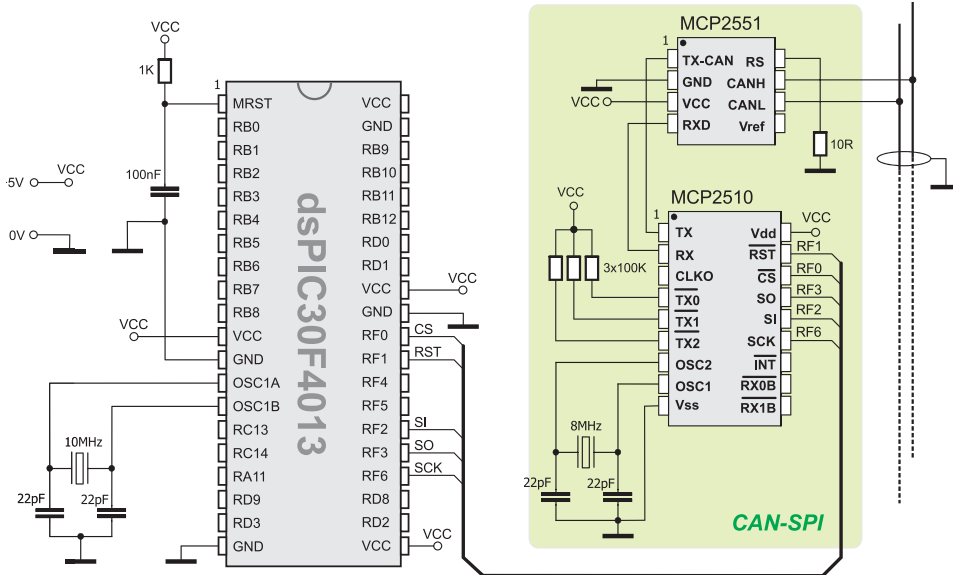 VCC
1K
1
dsPIC30F4013
MRST
RB0
RB1
RB2
RB3
RB4
RB5
RB6
RB7
RB8
VCC
GND
OSC1A
OSC1B
RC13
RC14
RA11
RD9
RD3
GND
VCC
GND
RB9
RB10
RB11
RB12
RD0
RD1
VCC
GND
RF0
RF1
RF4
RF5
RF2
RF3
RF6
RD8
RD2
VCC
100nF
5V
VCC
0V
VCC
10MHz
22pF
22pF
VCC
CS
RST
SI
SO
SCK
VCC
MCP2551
1
TX-CAN
GND
VCC
RXD
RS
CANH
CANL
Vref
VCC
10R
MCP2510
1
TX
RX
CLKO
TX0
TX1
TX2
OSC2
OSC1
Vss
Vdd
RST
CS
SO
SI
SCK
INT
RX0B
RX1B
VCC
RF1
RF0
RF3
RF2
RF6
VCC
3x100K
8MHz
22pF
22pF
CAN-SPI